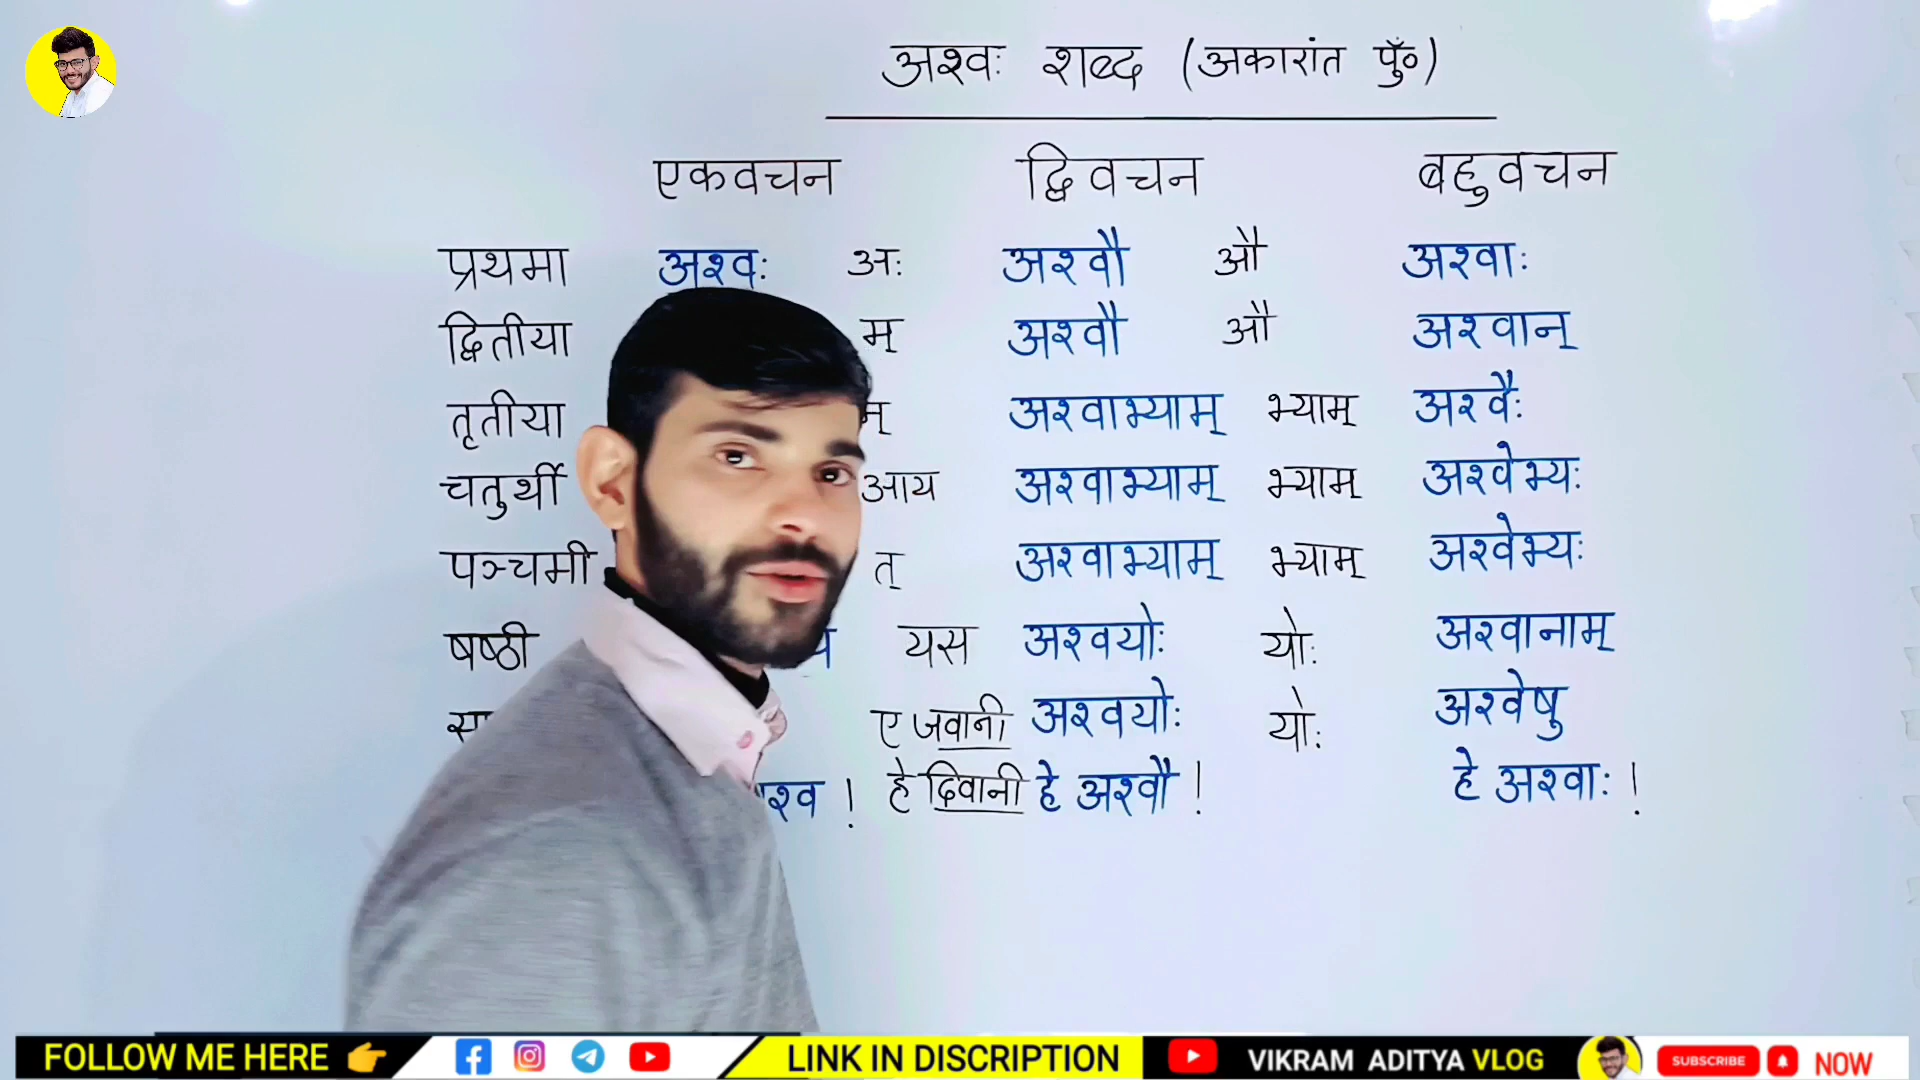 अश्वः शब्द (अकारांत पुँ०)
एकवचन द्विवचन बहुवचन
प्रथमा अश्वः अः अश्वौ औ अश्वाः
द्वितीया म् अश्वौ औ अश्वान्
तृतीया न् अश्वाभ्याम् भ्याम् अश्वैः
चतुर्थी आय अश्वाभ्याम् भ्याम् अश्वेभ्यः
पञ्चमी त् अश्वाभ्याम् भ्याम् अश्वेभ्यः
षष्ठी यस अश्वयोः योः अश्वानाम्
ए जवानी अश्वयोः योः अश्वेषु
श्व ! हे दिवानी हे अश्वौ ! हे अश्वाः !
FOLLOW ME HERE LINK IN DISCRIPTION VIKRAM ADITYA VLOG SUBSCRIBE NOW